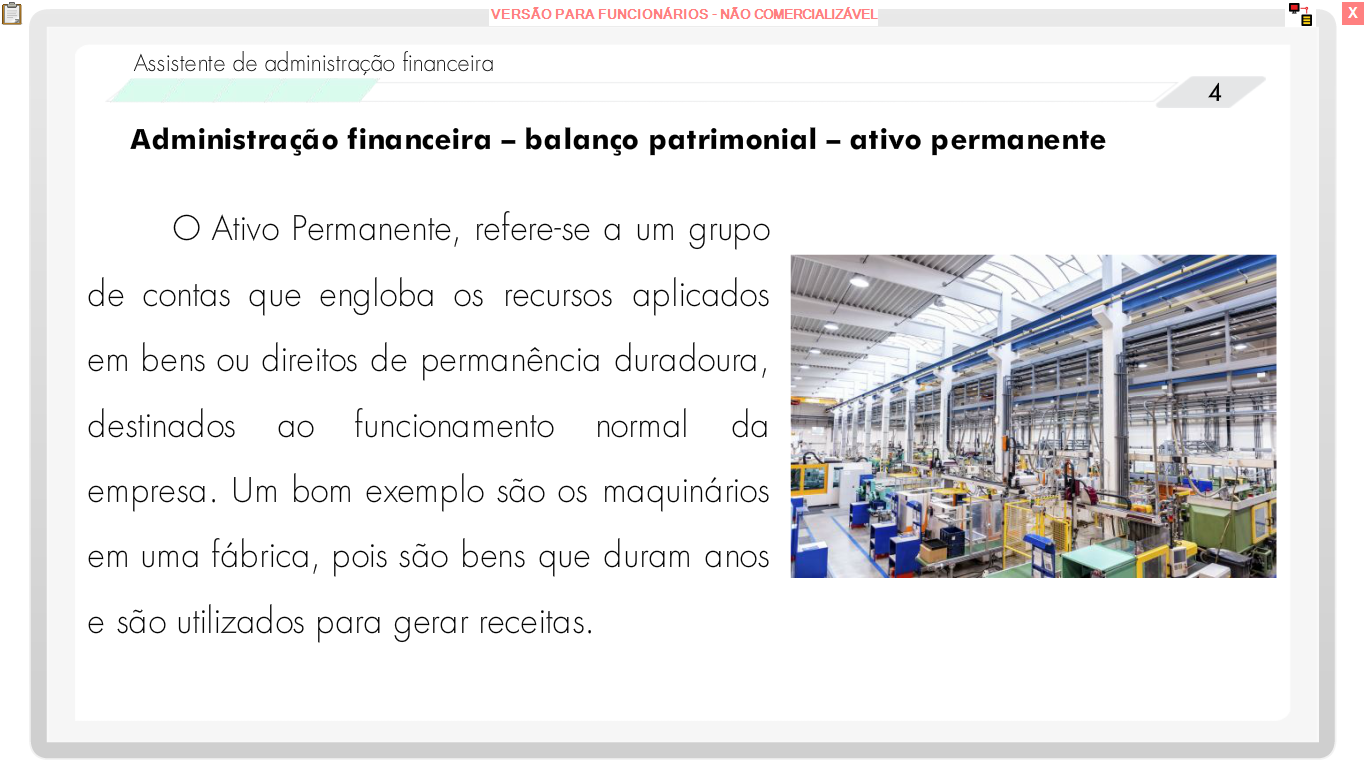 VERSÃO PARA FUNCIONÁRIOS - NÃO COMERCIALIZÁVEL
X
Assistente de administração financeira
4
Administração financeira – balanço patrimonial – ativo permanente
O Ativo Permanente, refere-se a um grupo
de contas que engloba os recursos aplicados
em bens ou direitos de permanência duradoura,
destinados ao funcionamento normal da
empresa. Um bom exemplo são os maquinários
em uma fábrica, pois são bens que duram anos
e são utilizados para gerar receitas.